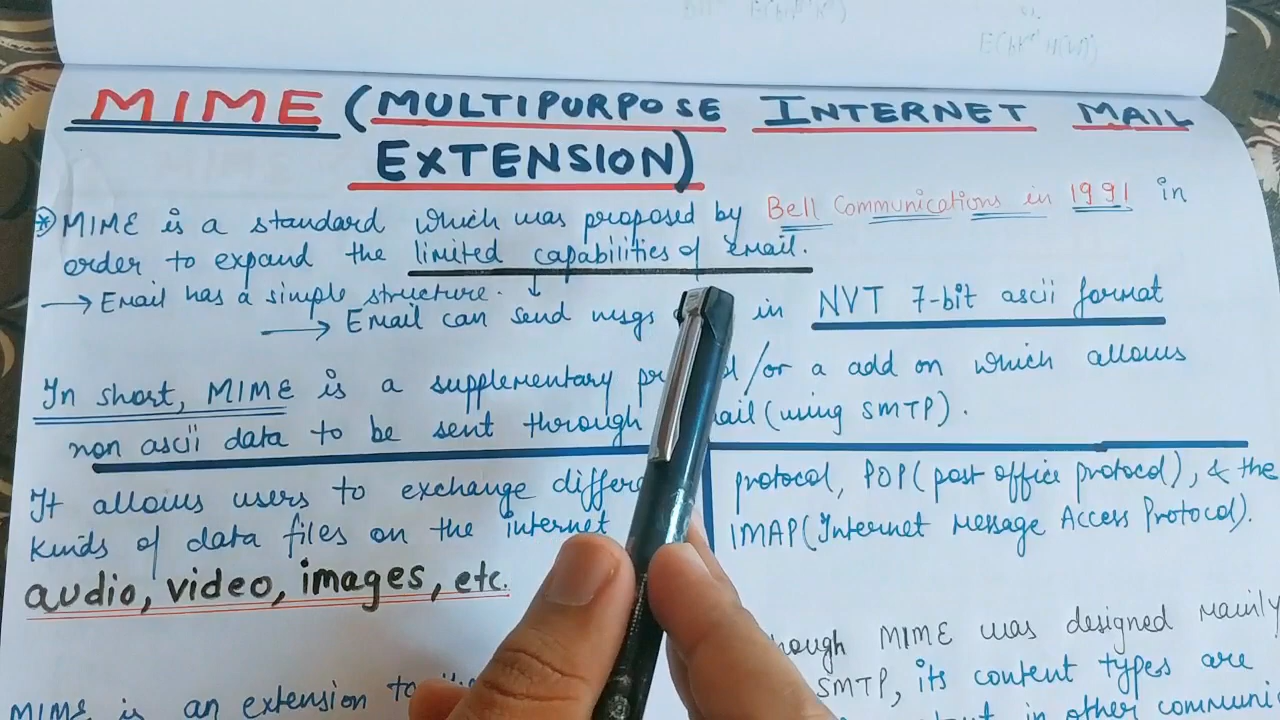 MIME (MULTIPURPOSE INTERNET MAIL
EXTENSION)
* MIME is a standard which was proposed by Bell Communications in 1991 in
order to expand the limited capabilities of Email.
→ Email has a simple structure. ↓
→ Email can send msgs in NVT 7-bit ascii format
In short, MIME is a supplementary /or a add on which allows
non ascii data to be sent through (using SMTP).
It allows users to exchange
kinds of data files on the internet
audio, video, images, etc.
MIME is an extension to
protocol, POP(post office protocol), & the
IMAP(Internet Message Access Protocol).
MIME was designed mainly
SMTP, its content types are
in other